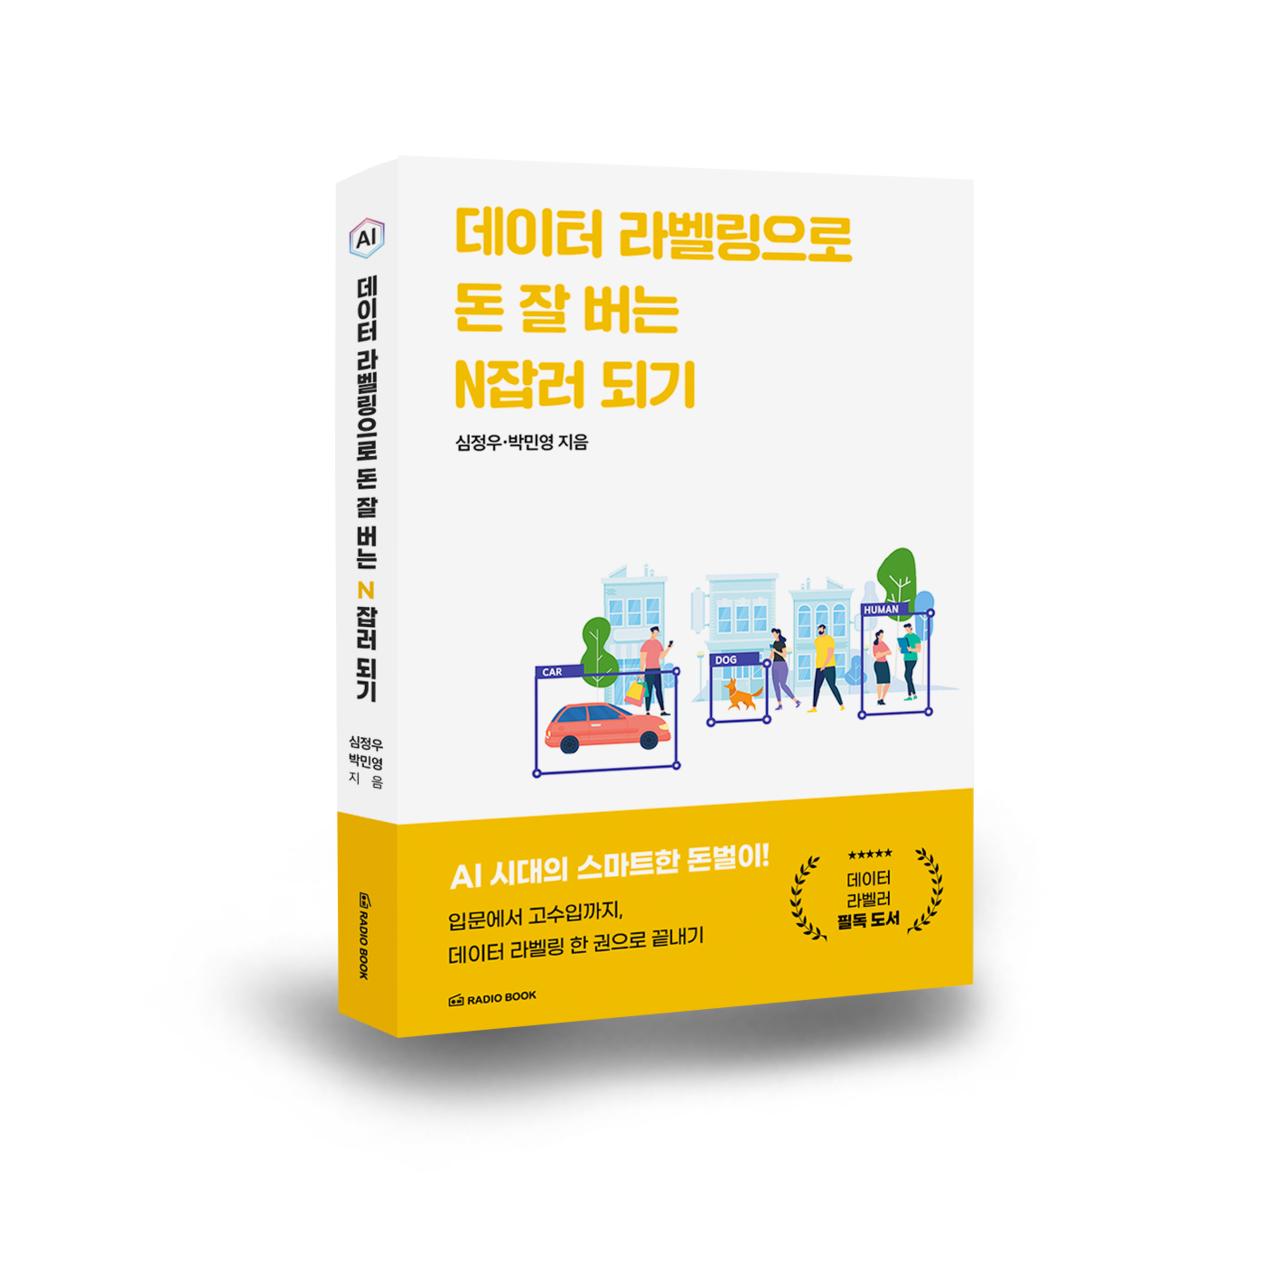 AI
데이터 라벨링으로 돈 잘 버는 N 잡러 되기
심정우
박민영
지 음
RADIO BOOK
데이터 라벨링으로
돈 잘 버는
N잡러 되기
심정우·박민영 지음
CAR
DOG
HUMAN
AI 시대의 스마트한 돈벌이!
입문에서 고수입까지,
데이터 라벨링 한 권으로 끝내기
★★★★★
데이터
라벨러
필독 도서
RADIO BOOK